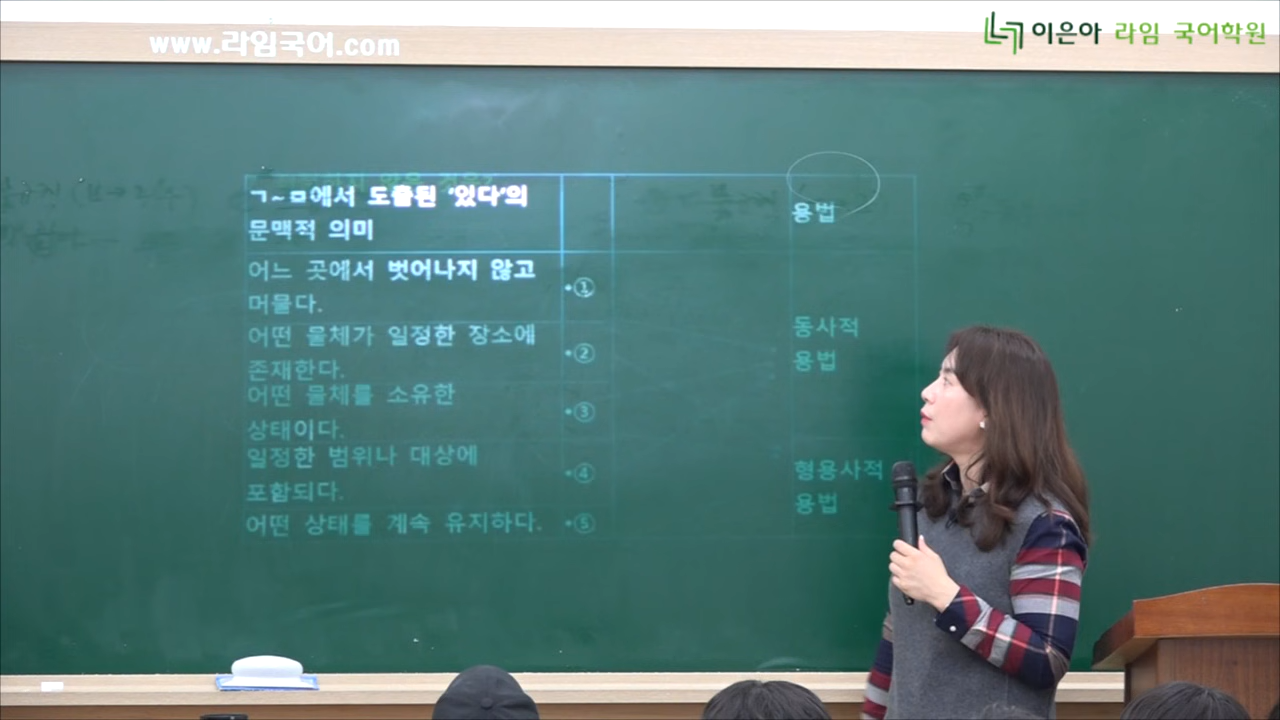 www.라임국어.com
이은아 라임 국어학원
ㄱ~ㅁ에서 도출된 '있다'의
문맥적 의미
용법
어느 곳에서 벗어나지 않고
머물다.
•①
어떤 물체가 일정한 장소에
존재한다.
•②
동사적
용법
어떤 물체를 소유한
상태이다.
•③
일정한 범위나 대상에
포함되다.
•④
형용사적
용법
어떤 상태를 계속 유지하다.
•⑤